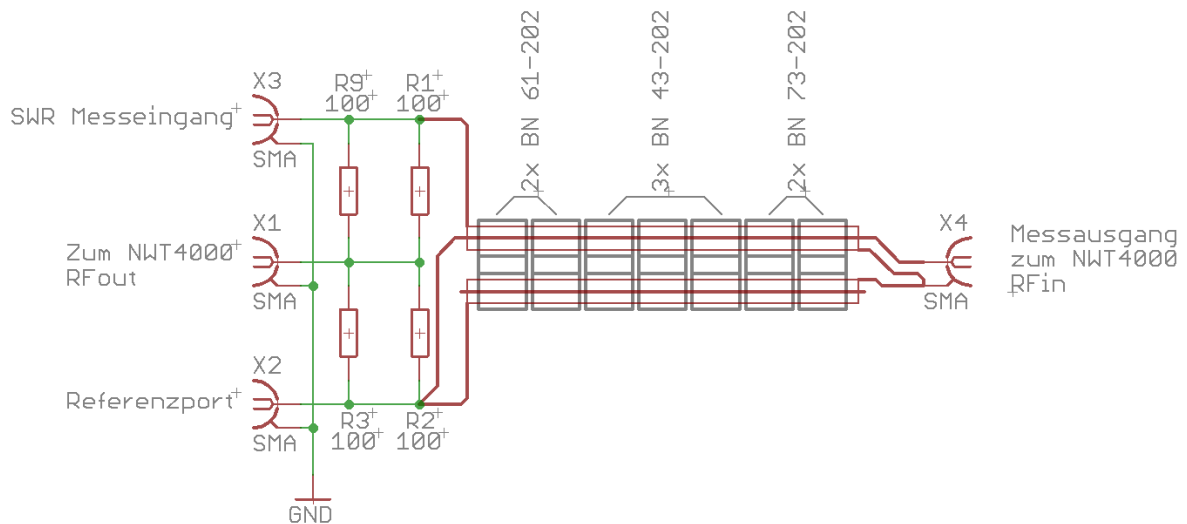 2x BN 61-202
3x BN 43-202
2x BN 73-202
X3
R9
R1
100
100
SWR Messeingang
SMA
X1
Zum NWT4000
RFout
SMA
X4
Messausgang
zum NWT4000
RFin
SMA
X2
Referenzport
SMA
R3
R2
100
100
GND